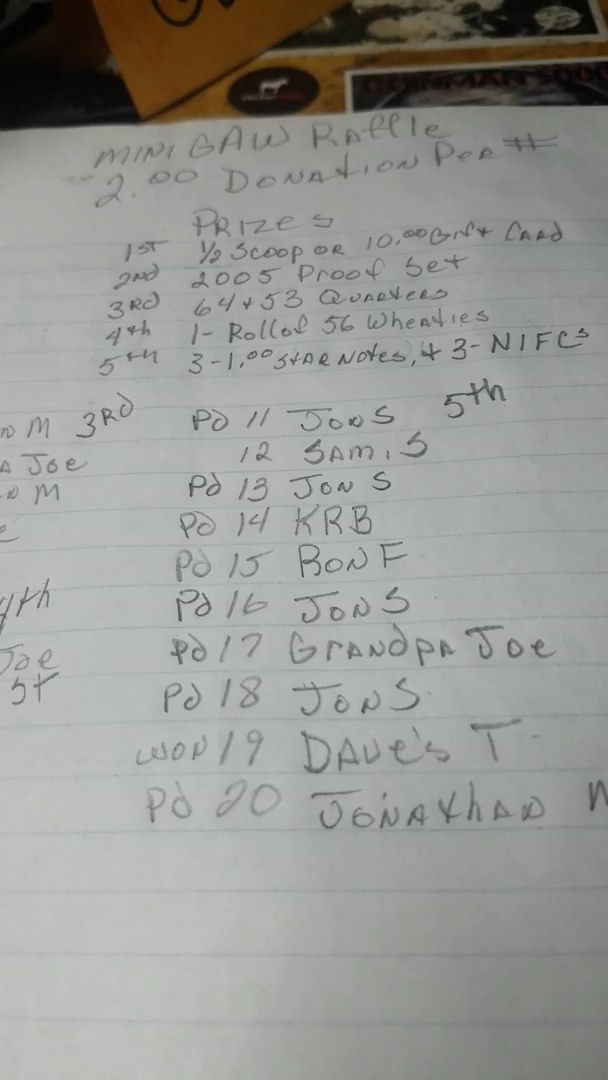 MINI GAW Raffle
2.00 DONAtION PeR #
PRIZes
1ST 1/2 Scoop OR 10.00 Gift CARd
2ND 2005 Proof Set
3RD 64 + 53 QuARteRs
4th 1- Roll of 56 Wheaties
5th 3-1.00 StAR Notes, + 3-NIFCs
M 3RD Pd 11 JON S 5th
A Joe 12 SAM. S
M Pd 13 JON S
e Pd 14 KRB
Pd 15 RON F
4th Pd 16 JON S
Joe Pd 17 GRANdpA Joe
ST Pd 18 JON S
WON 19 DAVe's T
Pd 20 JONAthAN